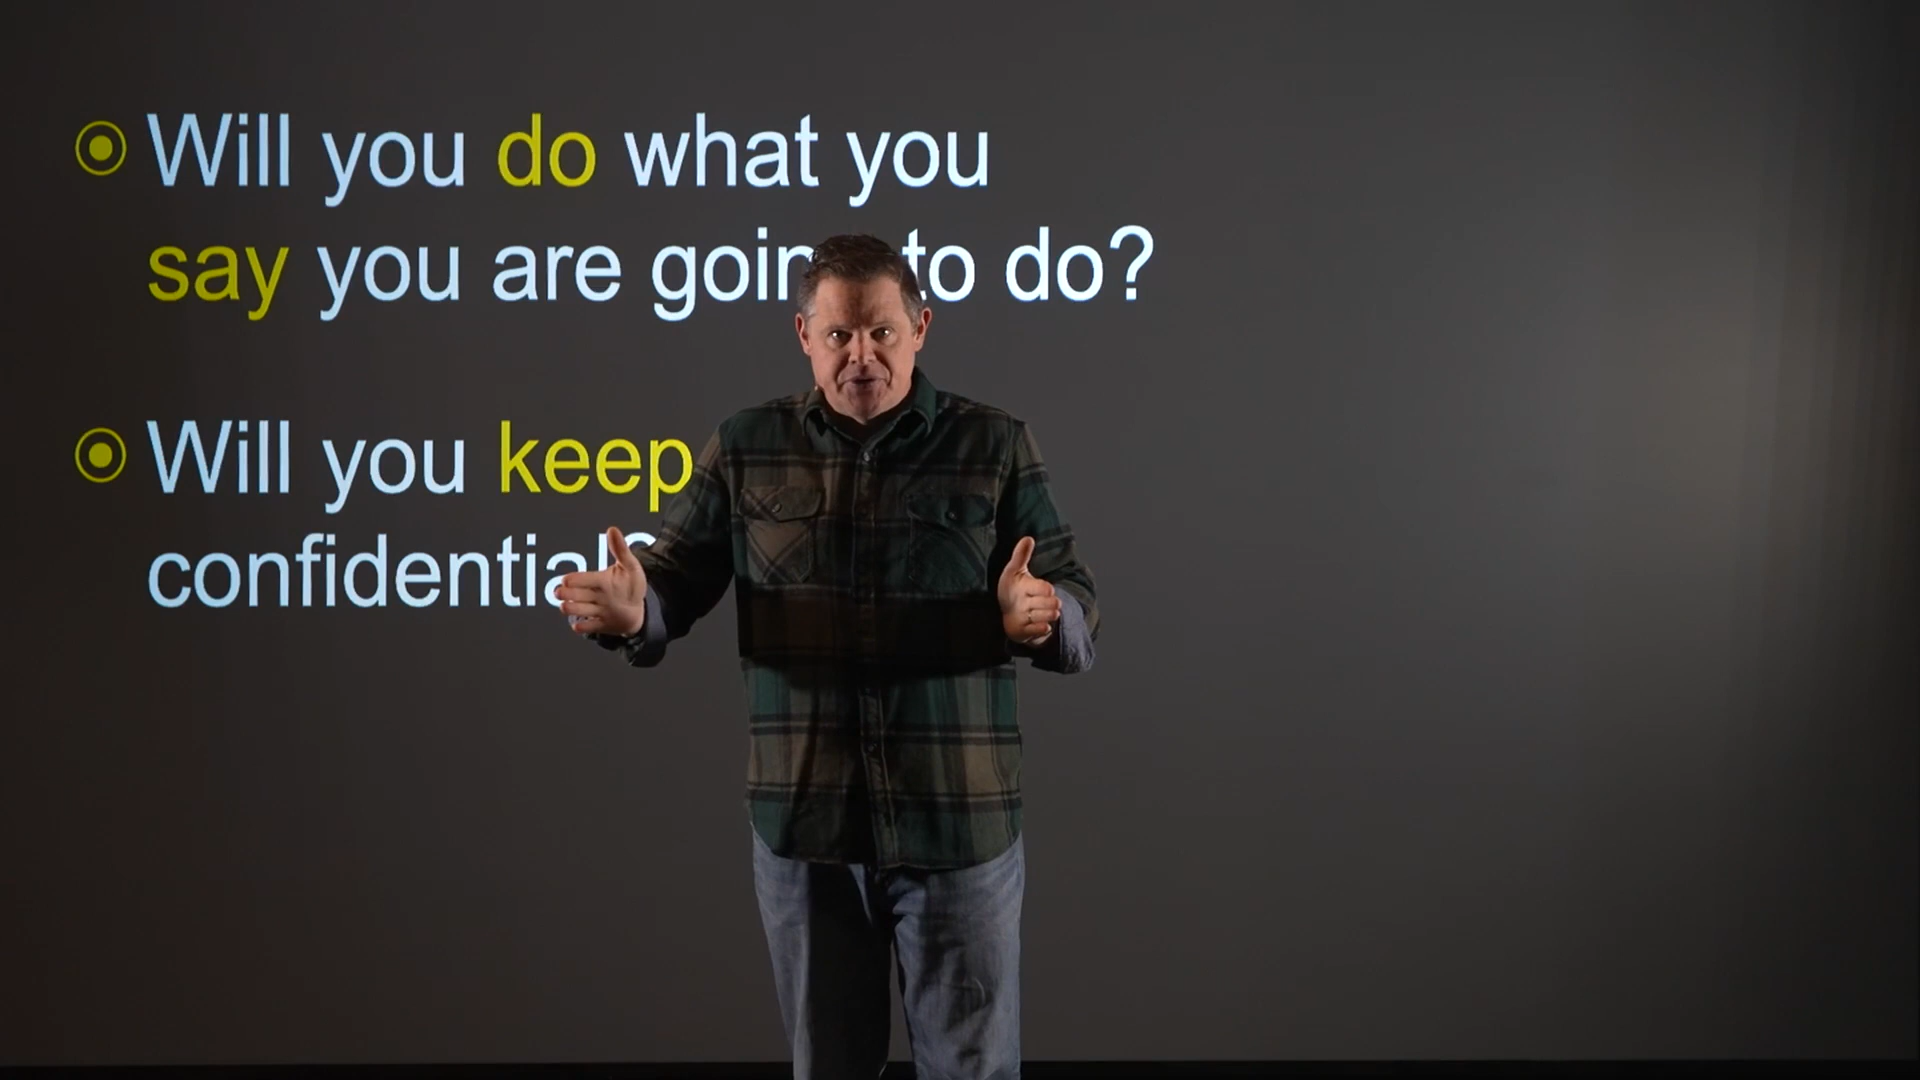 Will you do what you
say you are to do?
Will you keep
confidential?